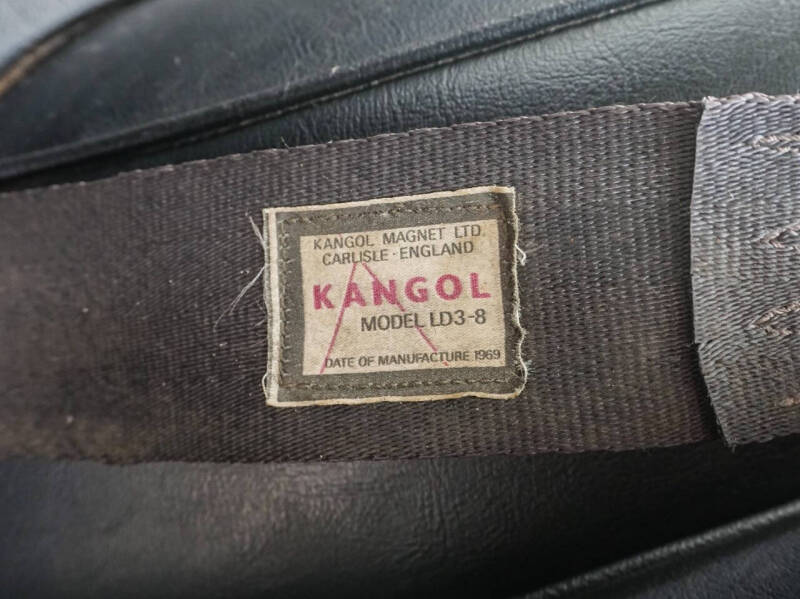 KANGOL MAGNET LTD.
CARLISLE - ENGLAND
KANGOL
MODEL LD3-8
DATE OF MANUFACTURE 1969